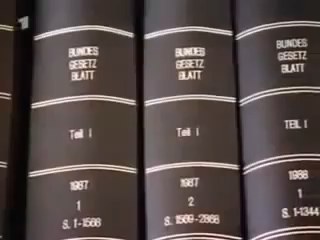 BUNDES
GESETZ
BLATT
Teil I
1987
1
S. 1-1568
BUNDES
GESETZ
BLATT
Teil I
1987
2
S. 1569-2868
BUNDES
GESETZ
BLATT
TEIL I
1988
1
S. 1-1344